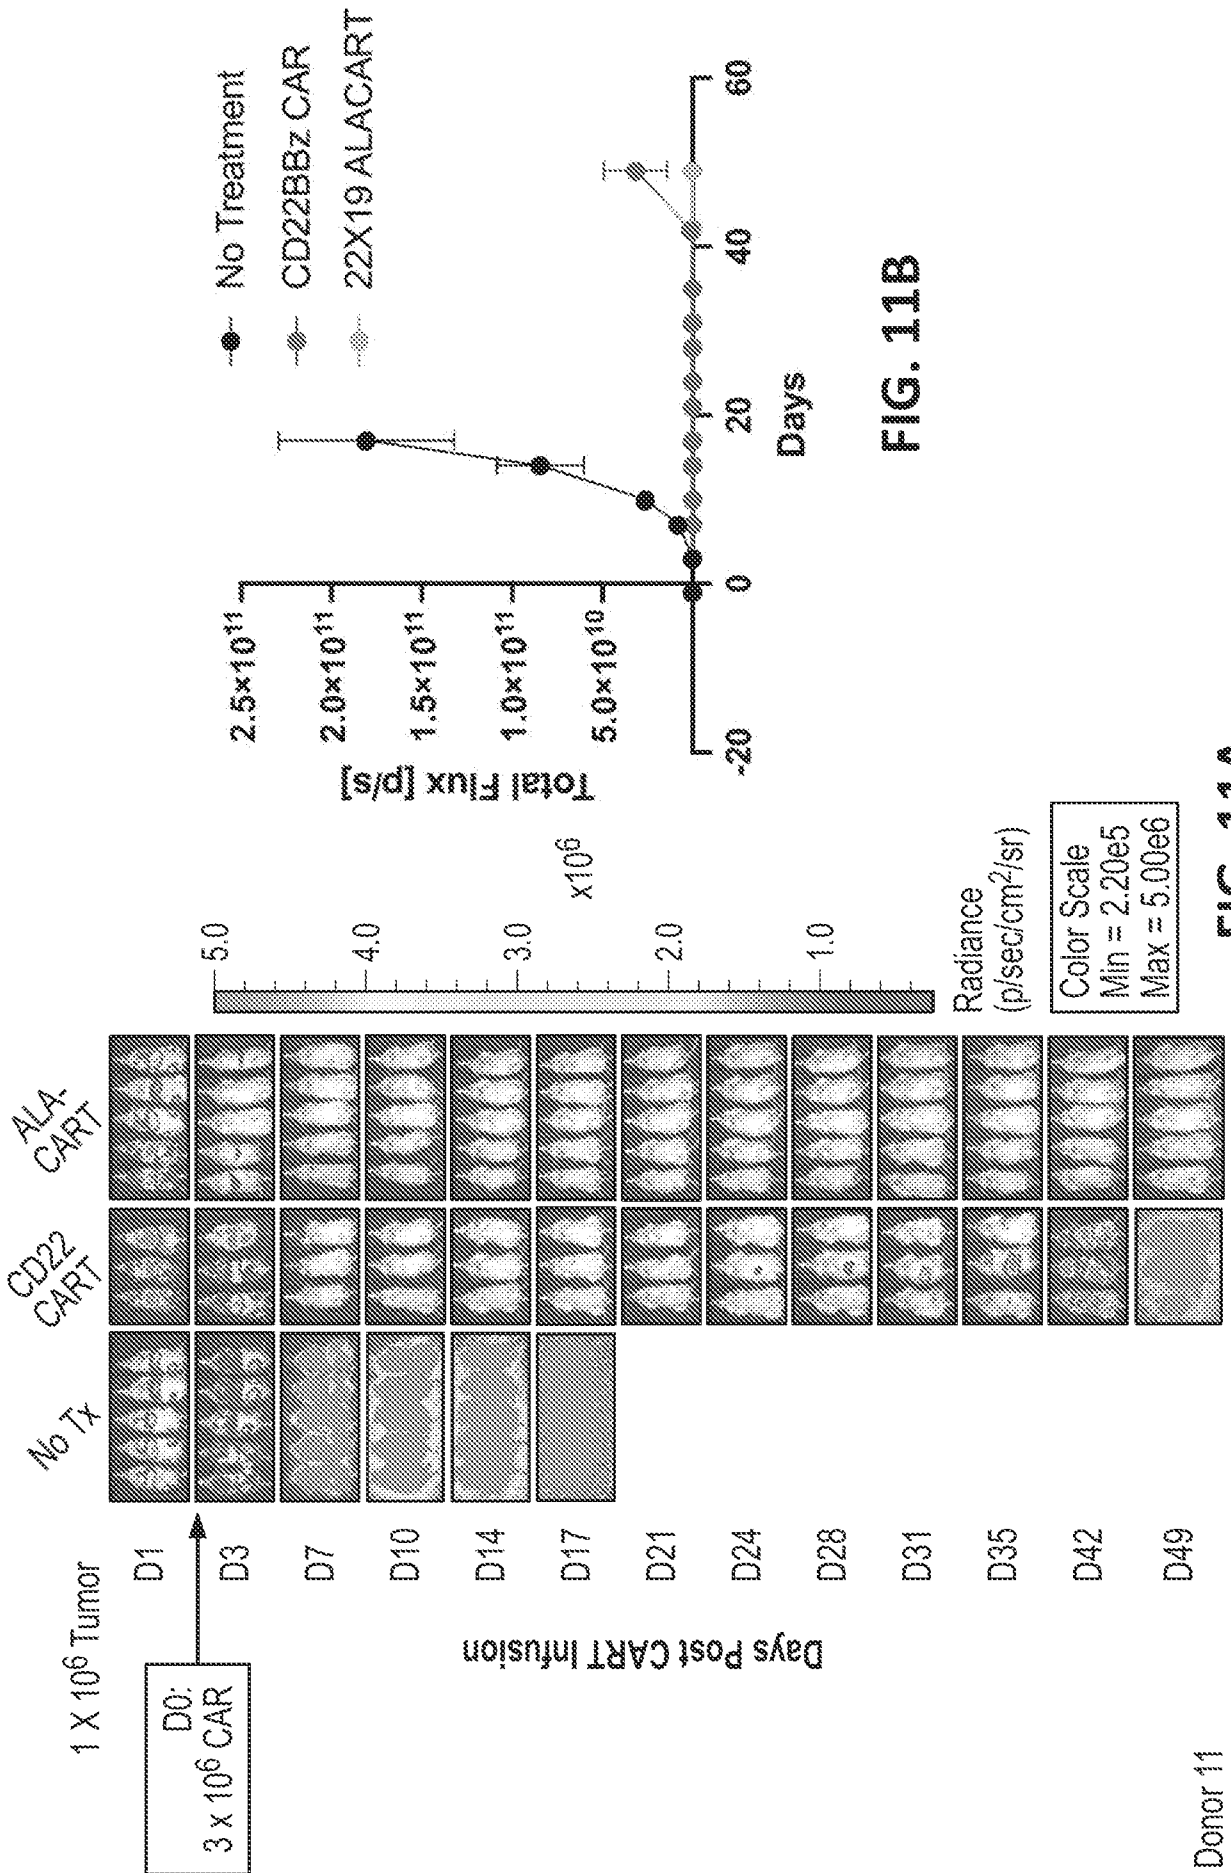 1 X 10⁶ Tumor
D0:
3 x 10⁶ CAR
No Tx
CD22
CART
ALA-
CART
Days Post CART Infusion
D1
D3
D7
D10
D14
D17
D21
D24
D28
D31
D35
D42
D49
5.0
4.0
3.0
2.0
1.0
x10⁶
Radiance
(p/sec/cm²/sr)
Color Scale
Min = 2.20e5
Max = 5.00e6
Donor 11
FIG. 11A
Total Flux [p/s]
2.5×10¹¹
2.0×10¹¹
1.5×10¹¹
1.0×10¹¹
5.0×10¹⁰
-20
0
20
40
60
Days
No Treatment
CD22BBz CAR
22X19 ALACART
FIG. 11B